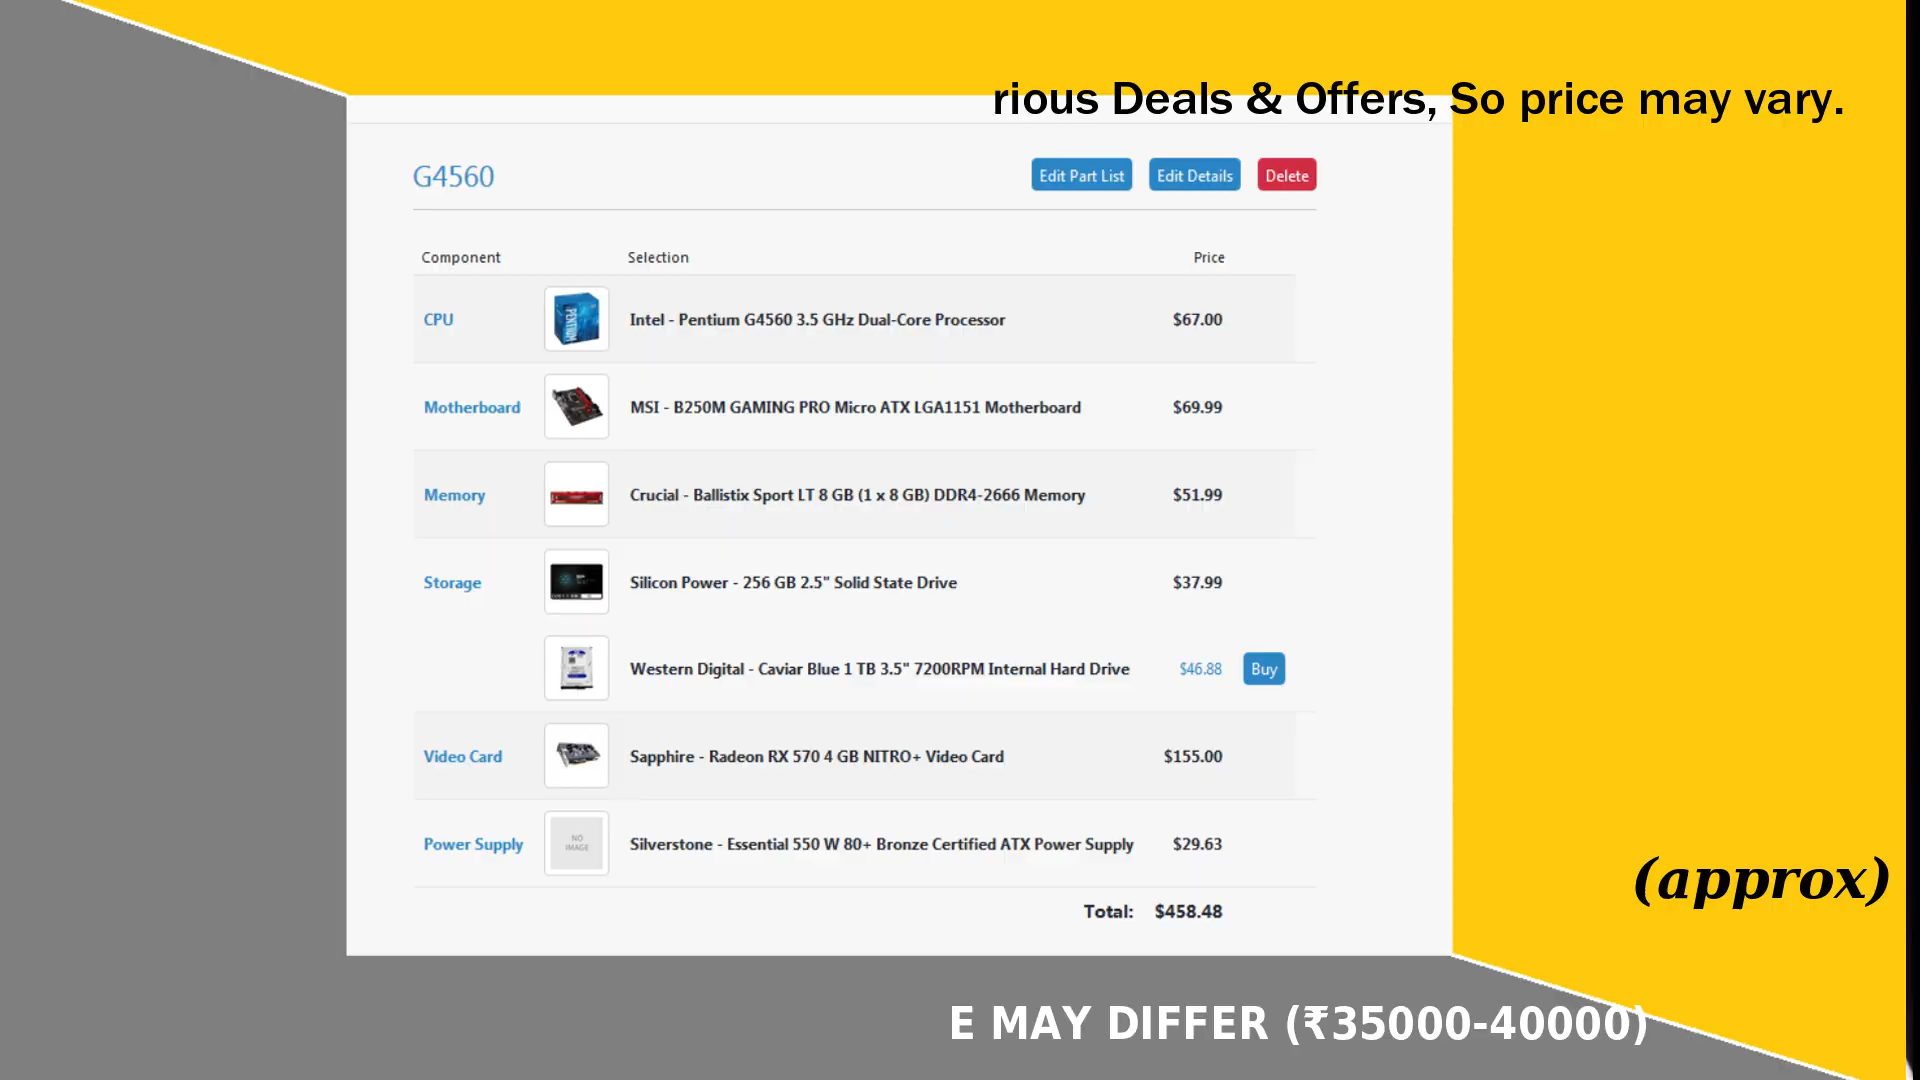 rious Deals & Offers, So price may vary.
G4560 Edit Part List Edit Details Delete
Component Selection Price
CPU PENTIUM Intel - Pentium G4560 3.5 GHz Dual-Core Processor $67.00
Motherboard MSI - B250M GAMING PRO Micro ATX LGA1151 Motherboard $69.99
Memory Crucial - Ballistix Sport LT 8 GB (1 x 8 GB) DDR4-2666 Memory $51.99
Storage Silicon Power - 256 GB 2.5" Solid State Drive $37.99
Western Digital - Caviar Blue 1 TB 3.5" 7200RPM Internal Hard Drive $46.88 Buy
Video Card Sapphire - Radeon RX 570 4 GB NITRO+ Video Card $155.00
Power Supply NO IMAGE Silverstone - Essential 550 W 80+ Bronze Certified ATX Power Supply $29.63
(approx)
Total: $458.48
E MAY DIFFER (₹35000-40000)